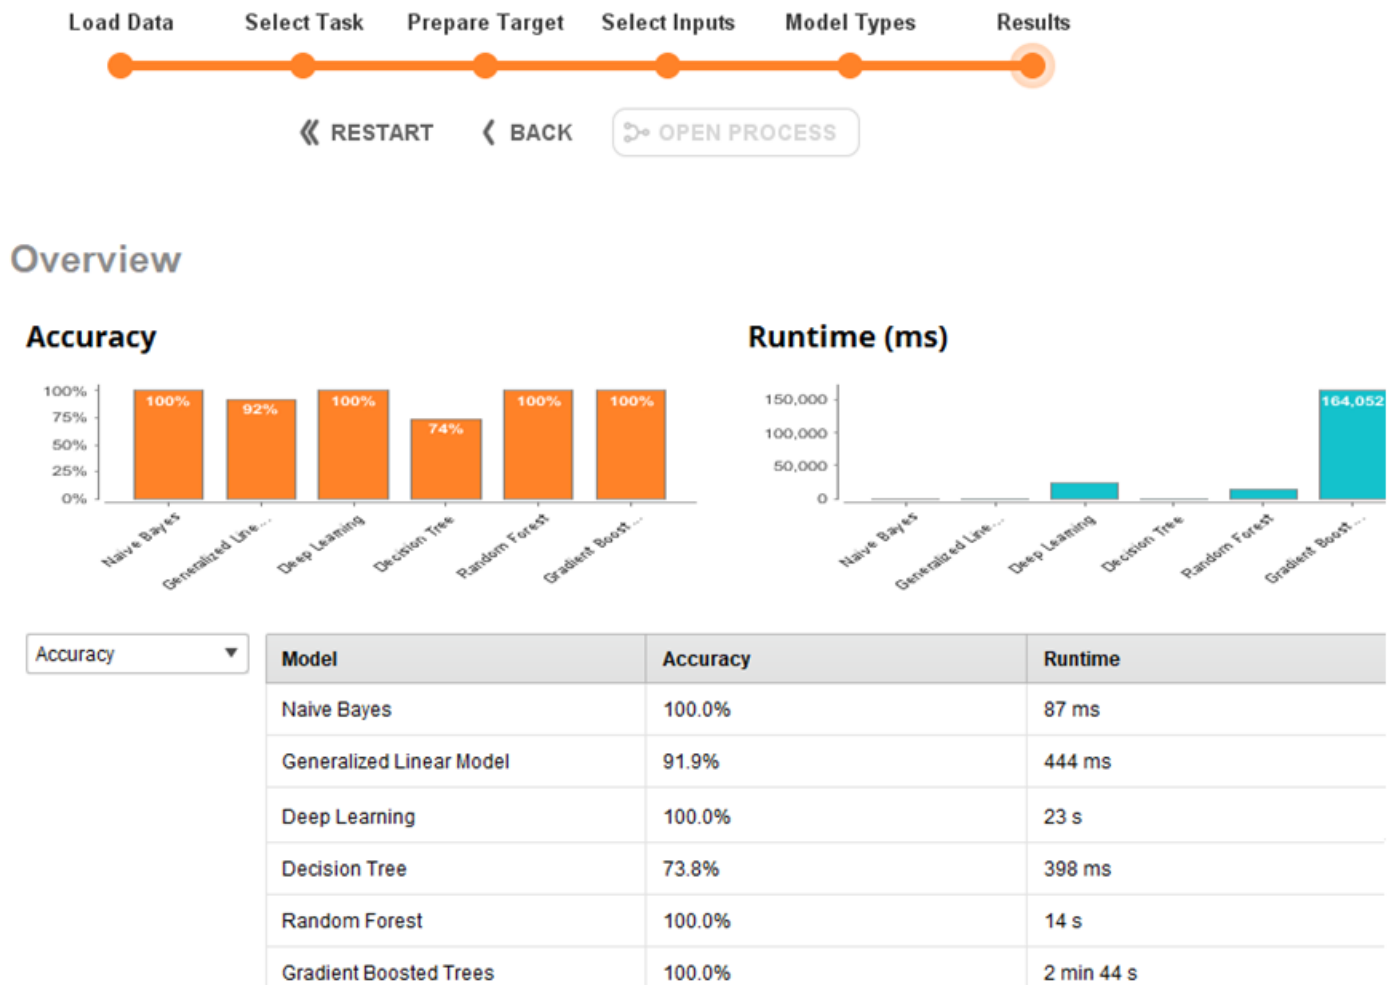 Load Data Select Task Prepare Target Select Inputs Model Types Results
RESTART BACK OPEN PROCESS
Overview
Accuracy
100%
75%
50%
25%
0%
100% 92% 100% 74% 100% 100%
Naive Bayes Generalized Line... Deep Learning Decision Tree Random Forest Gradient Boost...
Runtime (ms)
150,000
100,000
50,000
0
164,052
Naive Bayes Generalized Line... Deep Learning Decision Tree Random Forest Gradient Boost...
Accuracy
Model Accuracy Runtime
Naive Bayes 100.0% 87 ms
Generalized Linear Model 91.9% 444 ms
Deep Learning 100.0% 23 s
Decision Tree 73.8% 398 ms
Random Forest 100.0% 14 s
Gradient Boosted Trees 100.0% 2 min 44 s